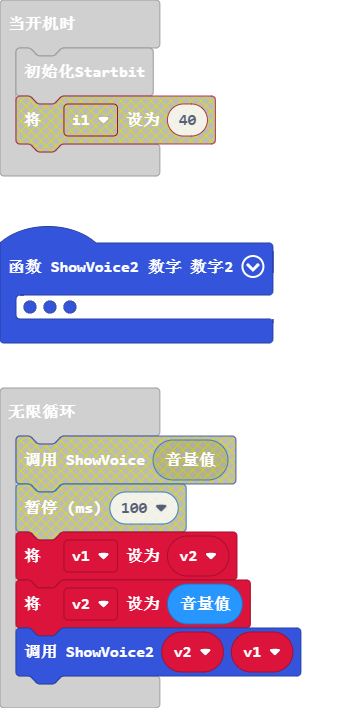 当开机时
初始化Startbit
将 i1 设为 40
函数 ShowVoice2 数字 数字2
无限循环
调用 ShowVoice 音量值
暂停 (ms) 100
将 v1 设为 v2
将 v2 设为 音量值
调用 ShowVoice2 v2 v1